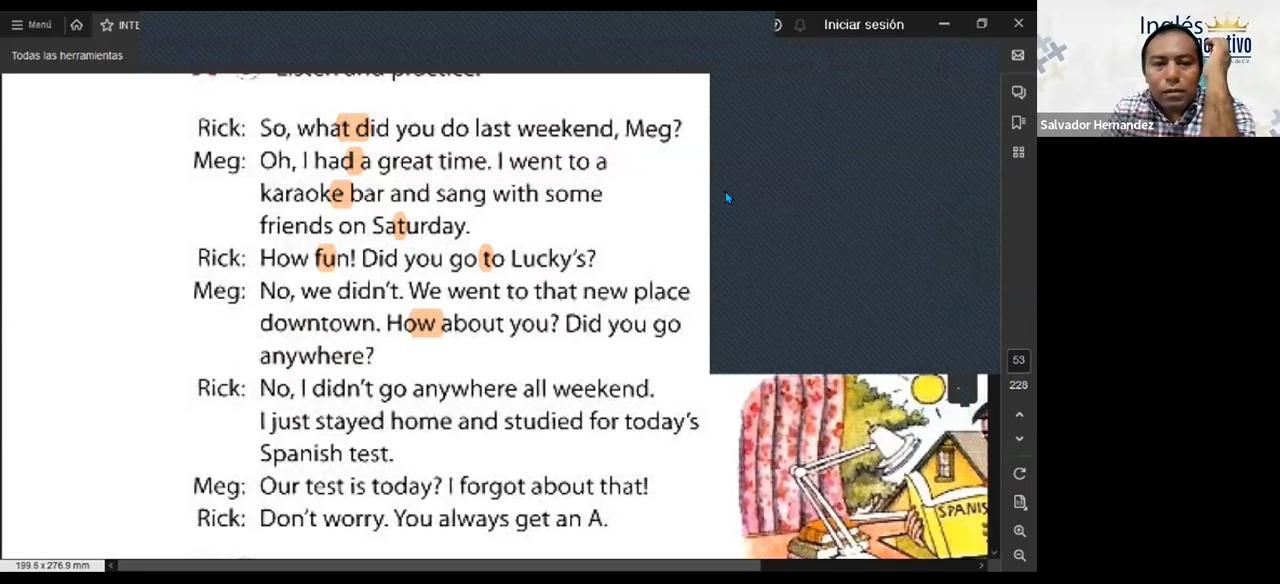 Menú
INTE
Iniciar sesión
Todas las herramientas
Listen and practice.
Rick: So, what did you do last weekend, Meg?
Meg: Oh, I had a great time. I went to a
karaoke bar and sang with some
friends on Saturday.
Rick: How fun! Did you go to Lucky's?
Meg: No, we didn't. We went to that new place
downtown. How about you? Did you go
anywhere?
Rick: No, I didn't go anywhere all weekend.
I just stayed home and studied for today's
Spanish test.
Meg: Our test is today? I forgot about that!
Rick: Don't worry. You always get an A.
SPANIS
53
228
199.6 x 276.9 mm
Inglés
Salvador Hernandez